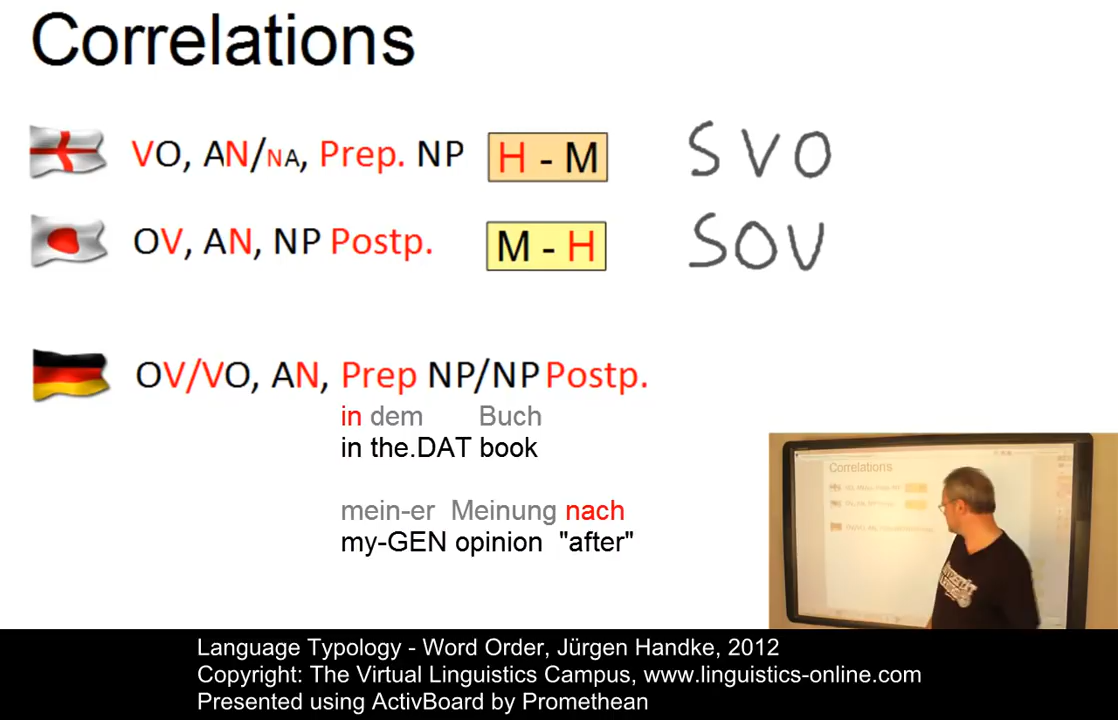 Correlations
VO, AN/NA, Prep. NP H - M SVO
OV, AN, NP Postp. M - H SOV
OV/VO, AN, Prep NP/NP Postp.
in dem Buch
in the.DAT book
mein-er Meinung nach
my-GEN opinion "after"
Correlations
Language Typology - Word Order, Jürgen Handke, 2012
Copyright: The Virtual Linguistics Campus, www.linguistics-online.com
Presented using ActivBoard by Promethean